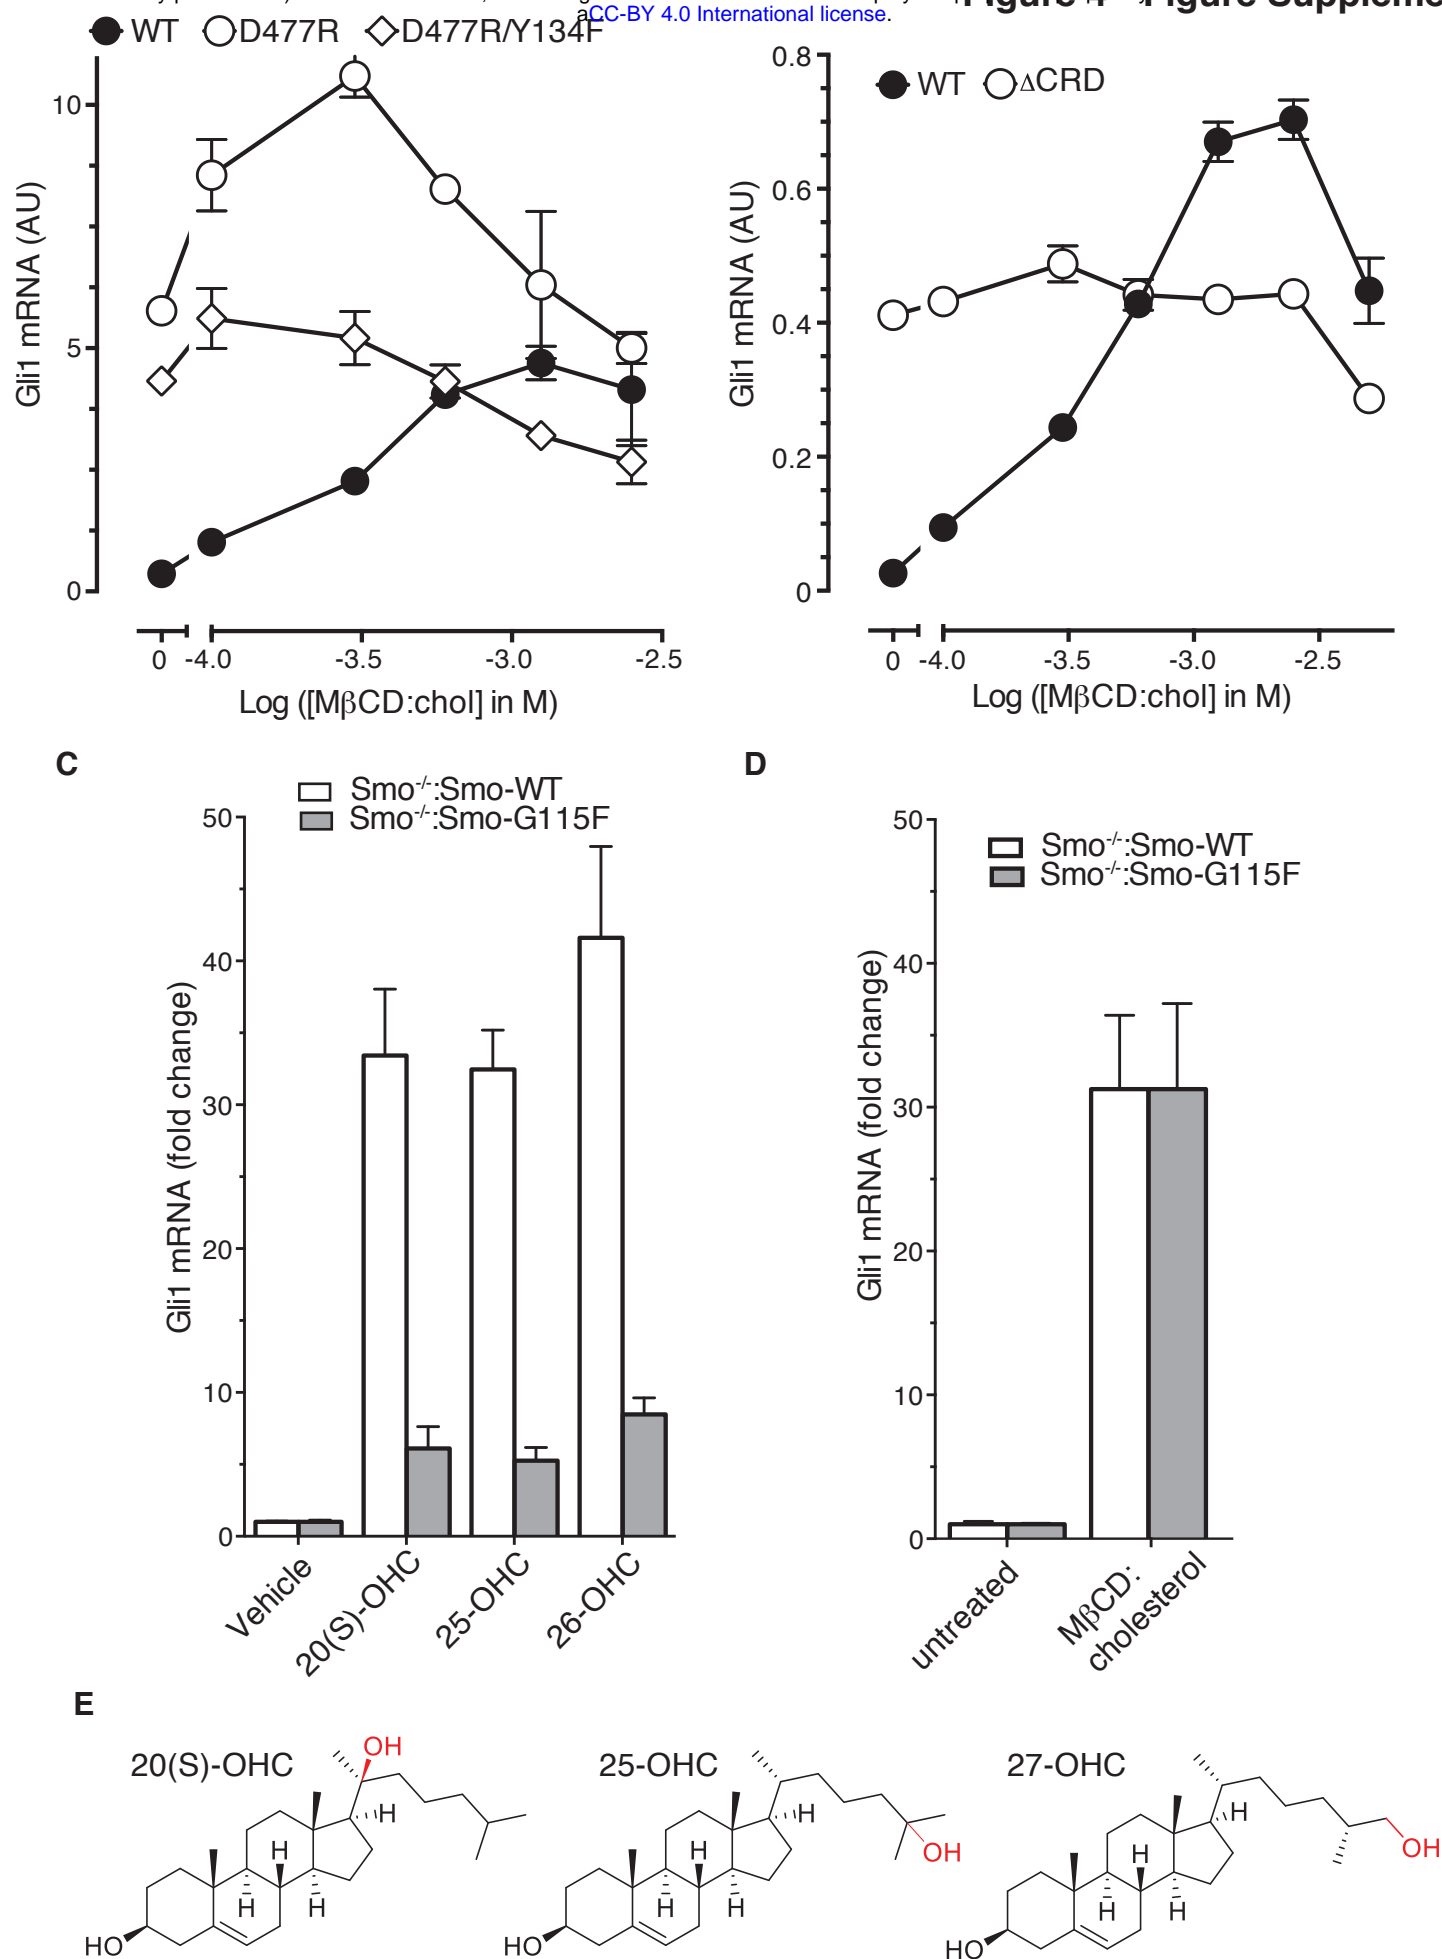 CC-BY 4.0 International license.
WT D477R D477R/Y134F
10
5
0
Gli1 mRNA (AU)
0 -4.0 -3.5 -3.0 -2.5
Log ([MβCD:chol] in M)
WT ΔCRD
0.8
0.6
0.4
0.2
0
Gli1 mRNA (AU)
0 -4.0 -3.5 -3.0 -2.5
Log ([MβCD:chol] in M)
C
Smo-/-:Smo-WT
Smo-/-:Smo-G115F
50
40
30
20
10
0
Gli1 mRNA (fold change)
Vehicle
20(S)-OHC
25-OHC
26-OHC
D
Smo-/-:Smo-WT
Smo-/-:Smo-G115F
50
40
30
20
10
0
Gli1 mRNA (fold change)
untreated
MβCD:
cholesterol
E
20(S)-OHC
OH
H
H
H
H
HO
25-OHC
H
H
OH
H
H
HO
27-OHC
H
OH
H
H
H
HO